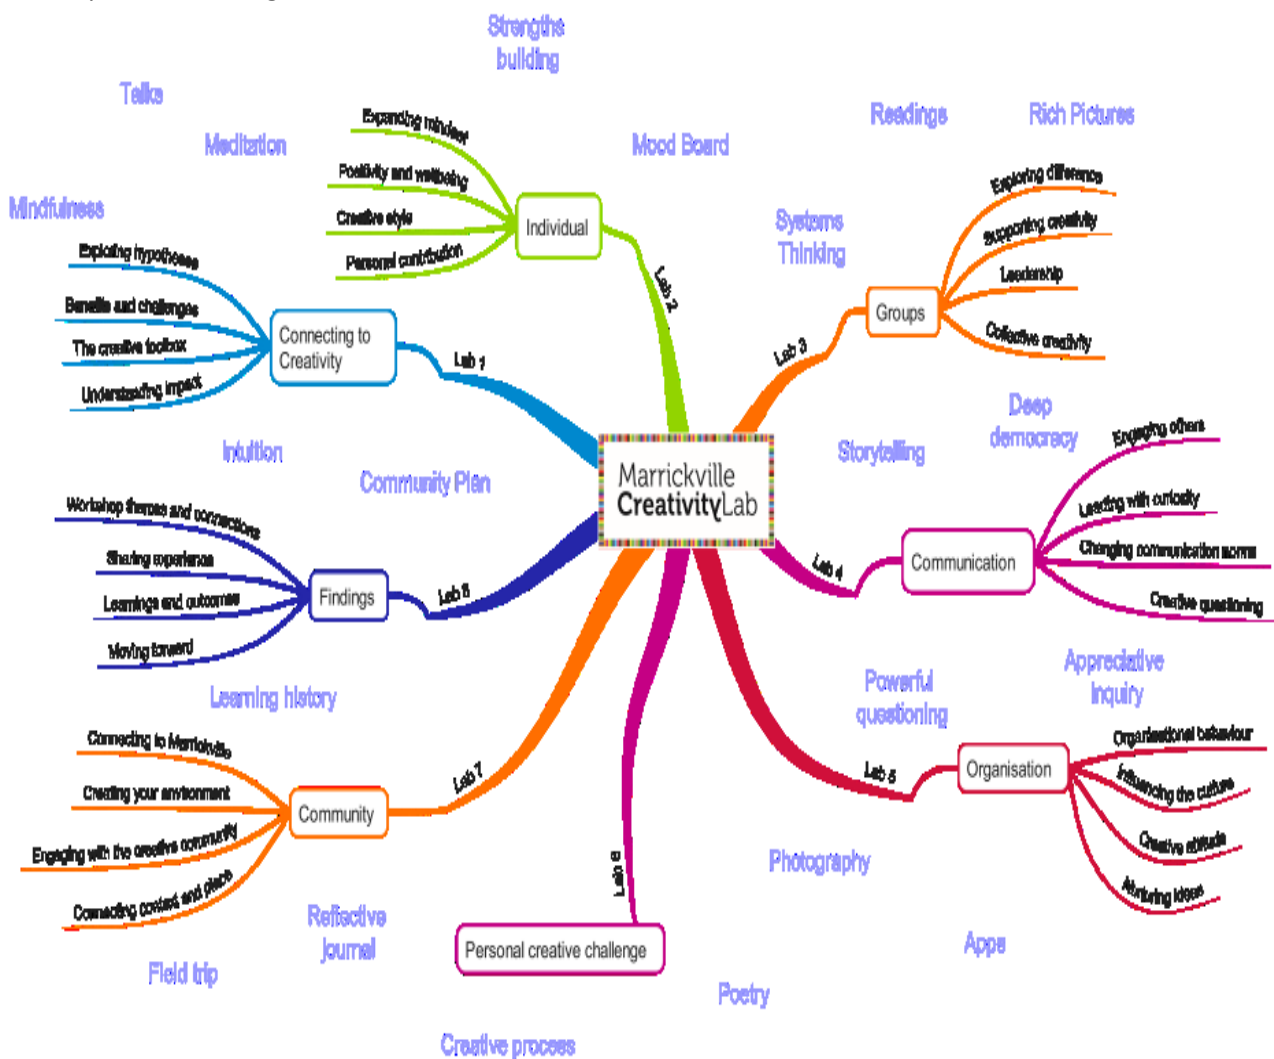 Strengths
building
Talks
Meditation
Mindfulness
Mood Board
Readings
Rich Pictures
Systems
Thinking
Marrickville
CreativityLab
Lab 1
Connecting to
Creativity
Exploring hypotheses
Benefits and challenges
The creative toolbox
Understanding impact
Lab 2
Individual
Expanding mindset
Positivity and wellbeing
Creative style
Personal contribution
Lab 3
Groups
Exploring difference
Supporting creativity
Leadership
Collective creativity
Deep
democracy
Storytelling
Lab 4
Communication
Engaging others
Leading with curiosity
Changing communication norms
Creative questioning
Appreciative
inquiry
Powerful
questioning
Lab 5
Organisation
Organisational behaviour
Influencing the culture
Creative attitude
Nurturing ideas
Photography
Apps
Poetry
Lab 6
Personal creative challenge
Creative process
Lab 7
Community
Connecting to Marrickville
Creating your environment
Engaging with the creative community
Connecting context and place
Reflective
journal
Field trip
Lab 8
Findings
Workshop themes and connections
Sharing experience
Learnings and outcomes
Moving forward
Learning history
Intuition
Community Plan